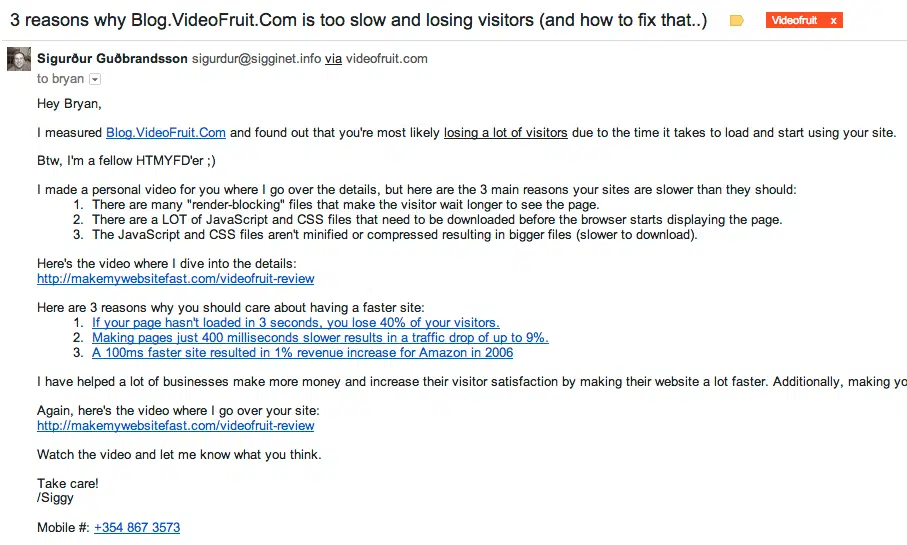 3 reasons why Blog.VideoFruit.Com is too slow and losing visitors (and how to fix that..) Videofruit x
Sigurður Guðbrandsson sigurdur@sigginet.info via videofruit.com
to bryan
Hey Bryan,
I measured Blog.VideoFruit.Com and found out that you're most likely losing a lot of visitors due to the time it takes to load and start using your site.
Btw, I'm a fellow HTMYFD'er ;)
I made a personal video for you where I go over the details, but here are the 3 main reasons your sites are slower than they should:
1. There are many "render-blocking" files that make the visitor wait longer to see the page.
2. There are a LOT of JavaScript and CSS files that need to be downloaded before the browser starts displaying the page.
3. The JavaScript and CSS files aren't minified or compressed resulting in bigger files (slower to download).
Here's the video where I dive into the details:
http://makemywebsitefast.com/videofruit-review
Here are 3 reasons why you should care about having a faster site:
1. If your page hasn't loaded in 3 seconds, you lose 40% of your visitors.
2. Making pages just 400 milliseconds slower results in a traffic drop of up to 9%.
3. A 100ms faster site resulted in 1% revenue increase for Amazon in 2006
I have helped a lot of businesses make more money and increase their visitor satisfaction by making their website a lot faster. Additionally, making yo
Again, here's the video where I go over your site:
http://makemywebsitefast.com/videofruit-review
Watch the video and let me know what you think.
Take care!
/Siggy
Mobile #: +354 867 3573